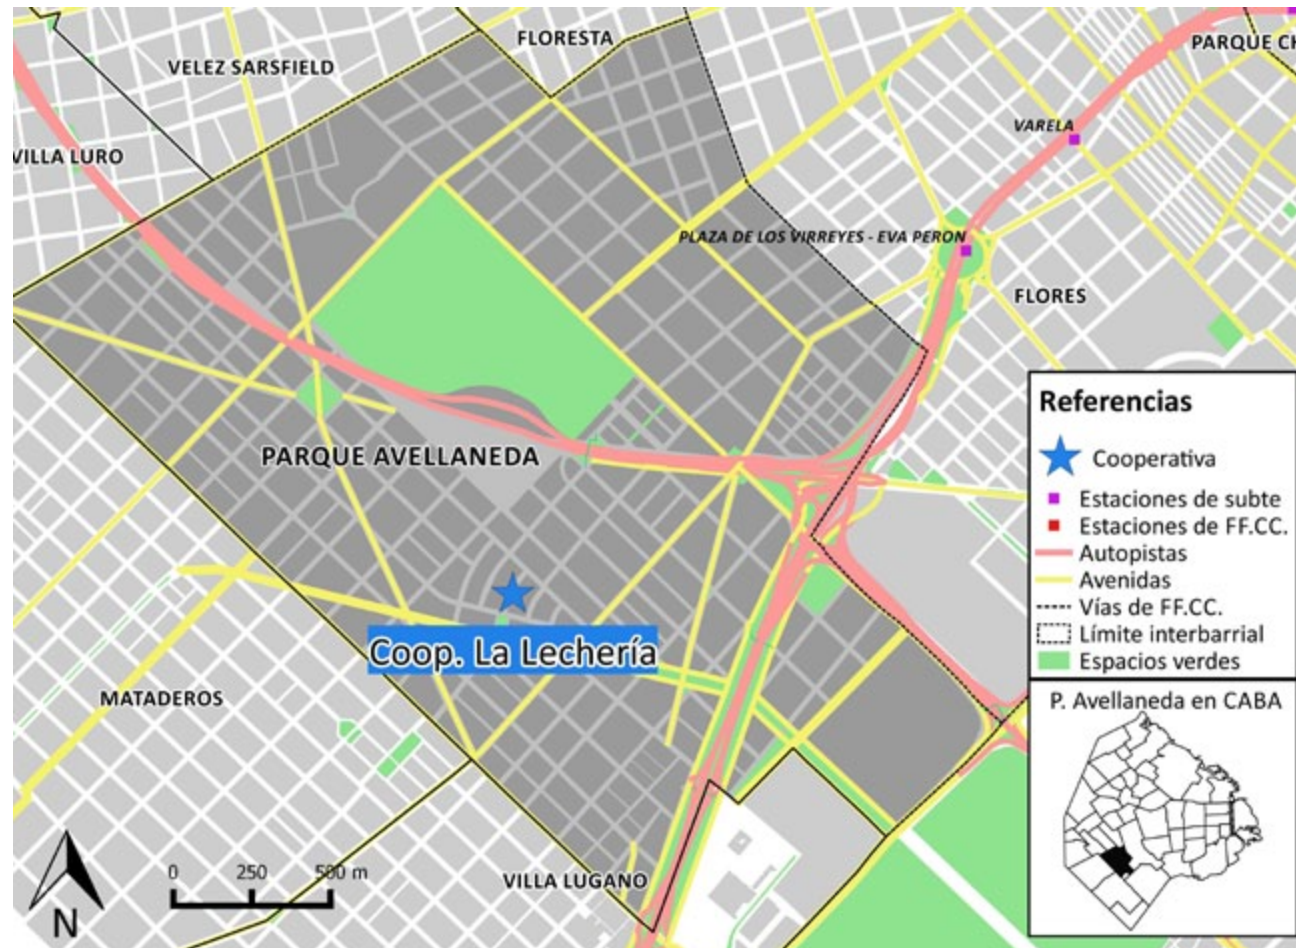 FLORESTA
VELEZ SARSFIELD
PARQUE CH
VARELA
VILLA LURO
PLAZA DE LOS VIRREYES - EVA PERON
FLORES
PARQUE AVELLANEDA
Coop. La Lechería
MATADEROS
VILLA LUGANO
0 250 500 m
N
Referencias
Cooperativa
Estaciones de subte
Estaciones de FF.CC.
Autopistas
Avenidas
Vías de FF.CC.
Límite interbarrial
Espacios verdes
P. Avellaneda en CABA